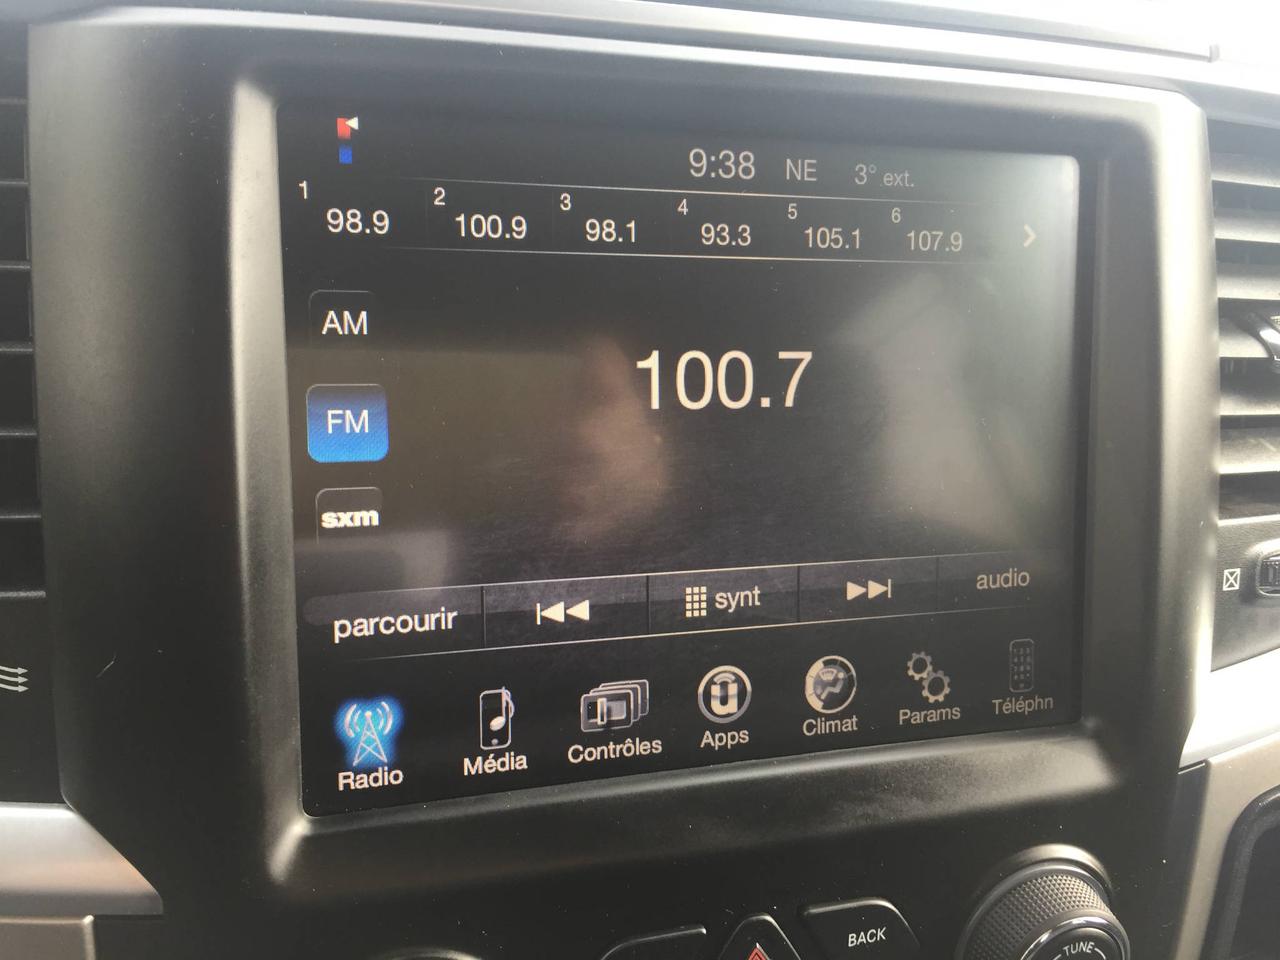 9:38 NE 3° ext.
1 98.9 2 100.9 3 98.1 4 93.3 5 105.1 6 107.9
AM
100.7
FM
sxm
parcourir synt audio
Radio Média Contrôles Apps Climat Params Téléphn
BACK
TUNE